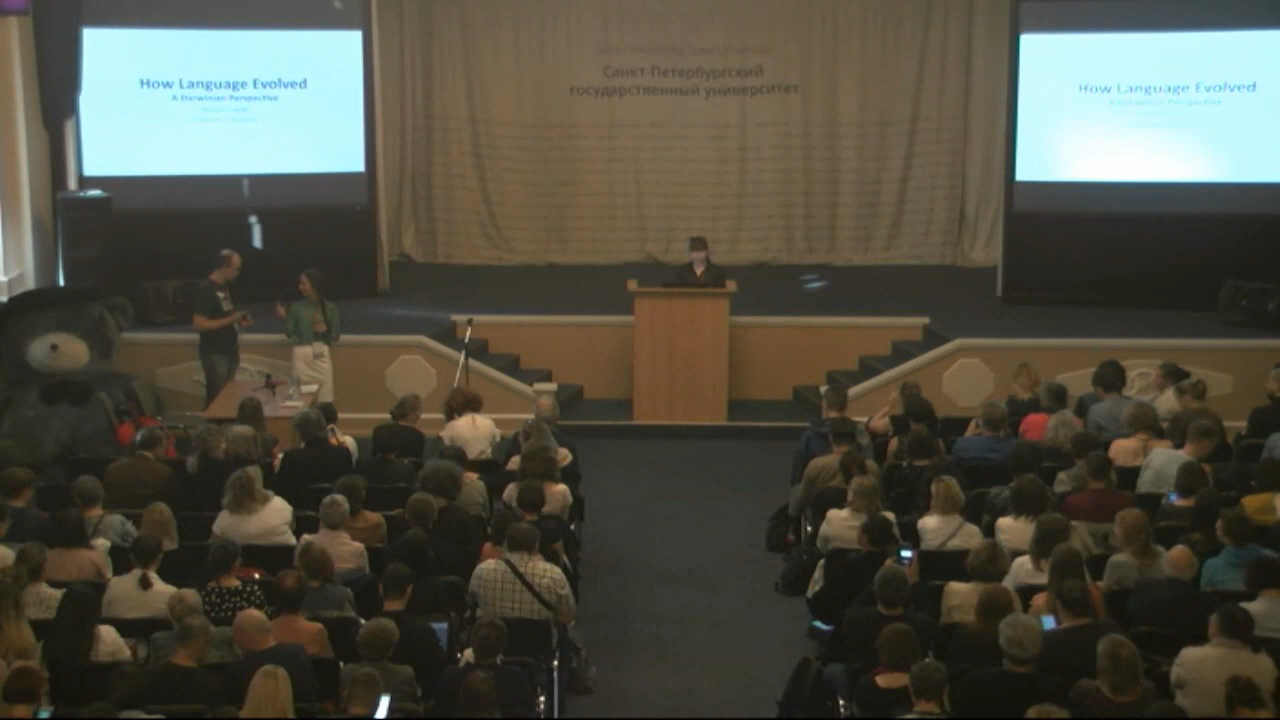 How Language Evolved
A Darwinian Perspective
Санкт-Петербургский
государственный университет
How Language Evolved
A Darwinian Perspective